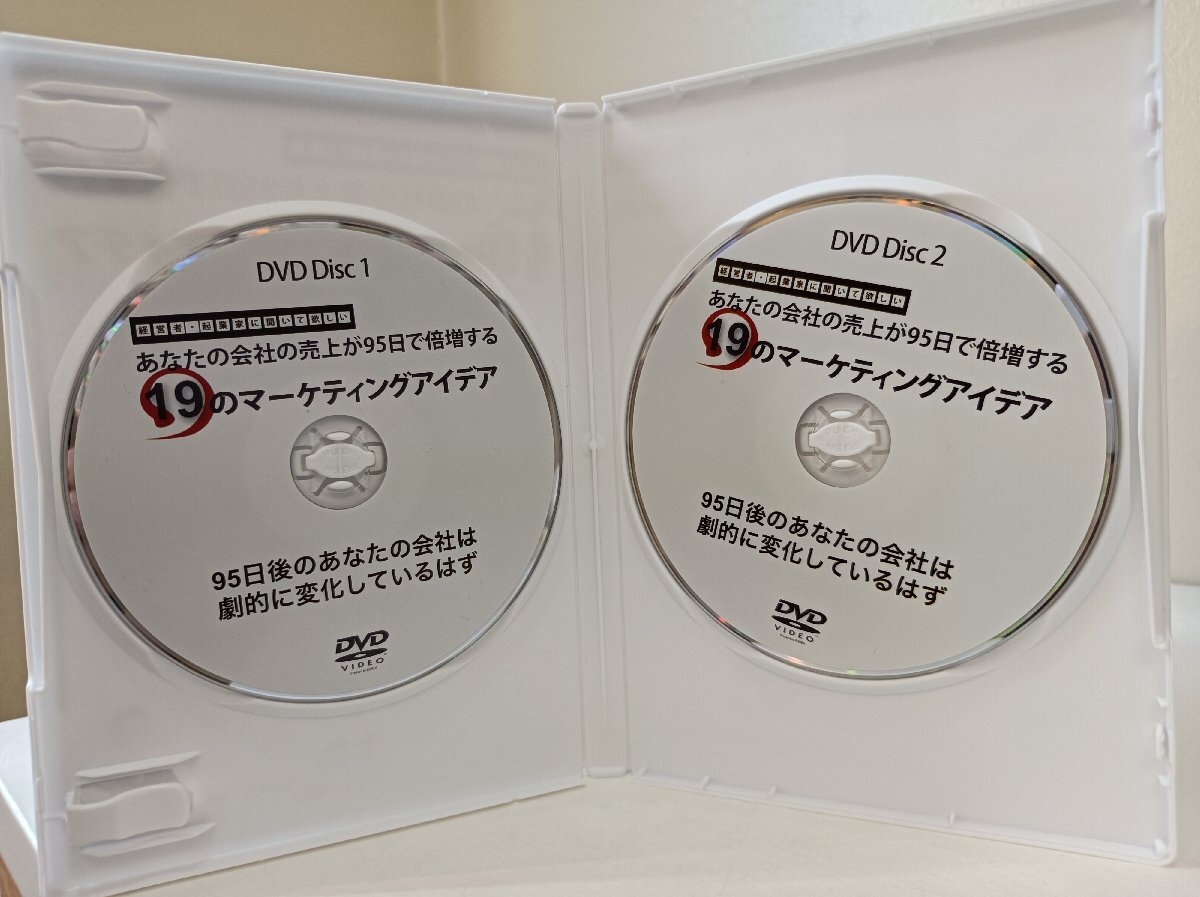 DVD Disc 1
経営者・起業家に聞いて欲しい
あなたの会社の売上が95日で倍増する
19のマーケティングアイデア
95日後のあなたの会社は
劇的に変化しているはず
DVD
VIDEO
DVD Disc 2
経営者・起業家に聞いて欲しい
あなたの会社の売上が95日で倍増する
19のマーケティングアイデア
PUSH
95日後のあなたの会社は
劇的に変化しているはず
DVD
VIDEO